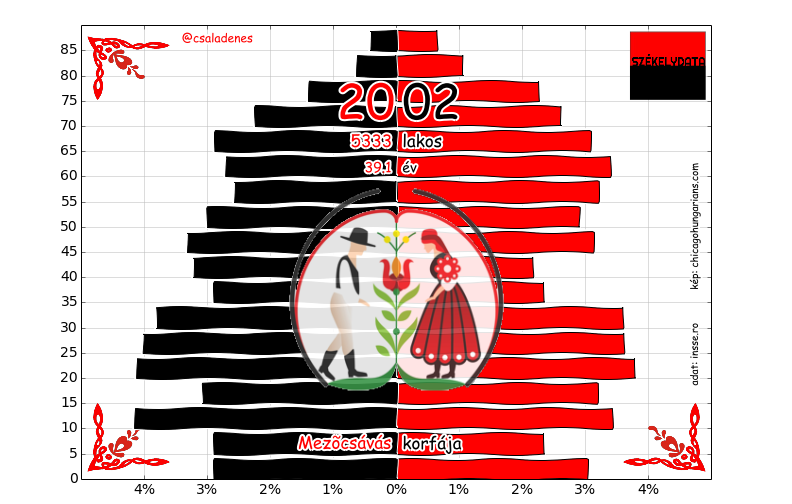 @csaladenes
SZÉKELYDATA
2002
5333 lakos
39.1 év
kép: chicagohungarians.com
adat: insse.ro
Mezőcsávás korfája
85
80
75
70
65
60
55
50
45
40
35
30
25
20
15
10
5
0
4% 3% 2% 1% 0% 1% 2% 3% 4%